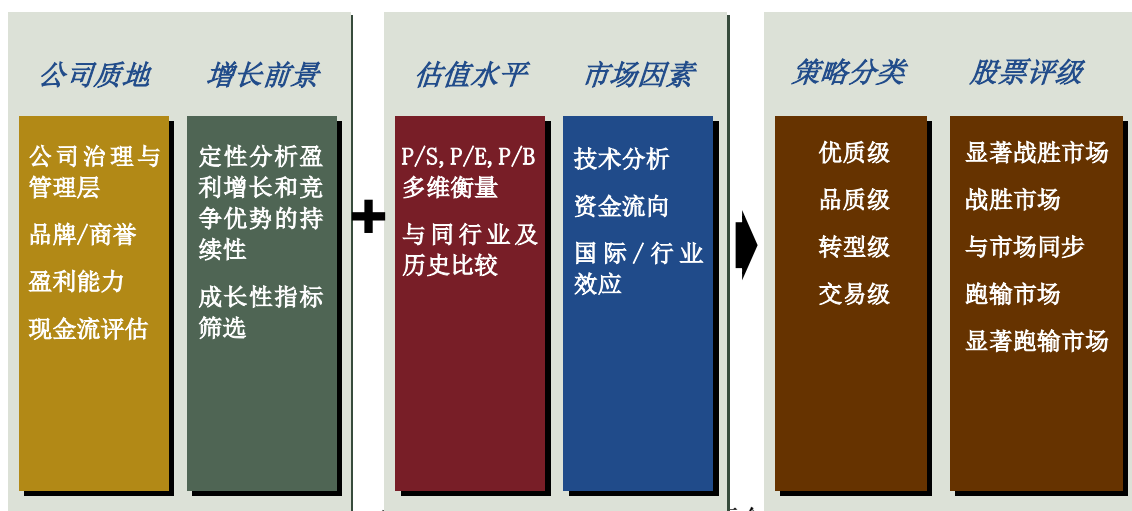 公司质地
公司治理与
管理层
品牌/商誉
盈利能力
现金流评估
增长前景
定性分析盈
利增长和竞
争优势的持
续性
成长性指标
筛选
估值水平
P/S,P/E,P/B
多维衡量
与同行业及
历史比较
市场因素
技术分析
资金流向
国际/行业
效应
策略分类
优质级
品质级
转型级
交易级
股票评级
显著战胜市场
战胜市场
与市场同步
跑输市场
显著跑输市场